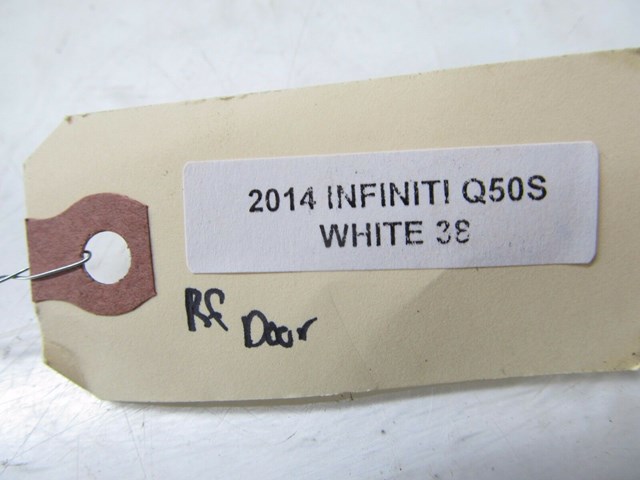 2014 INFINITI Q50S
WHITE 38
Rf Door